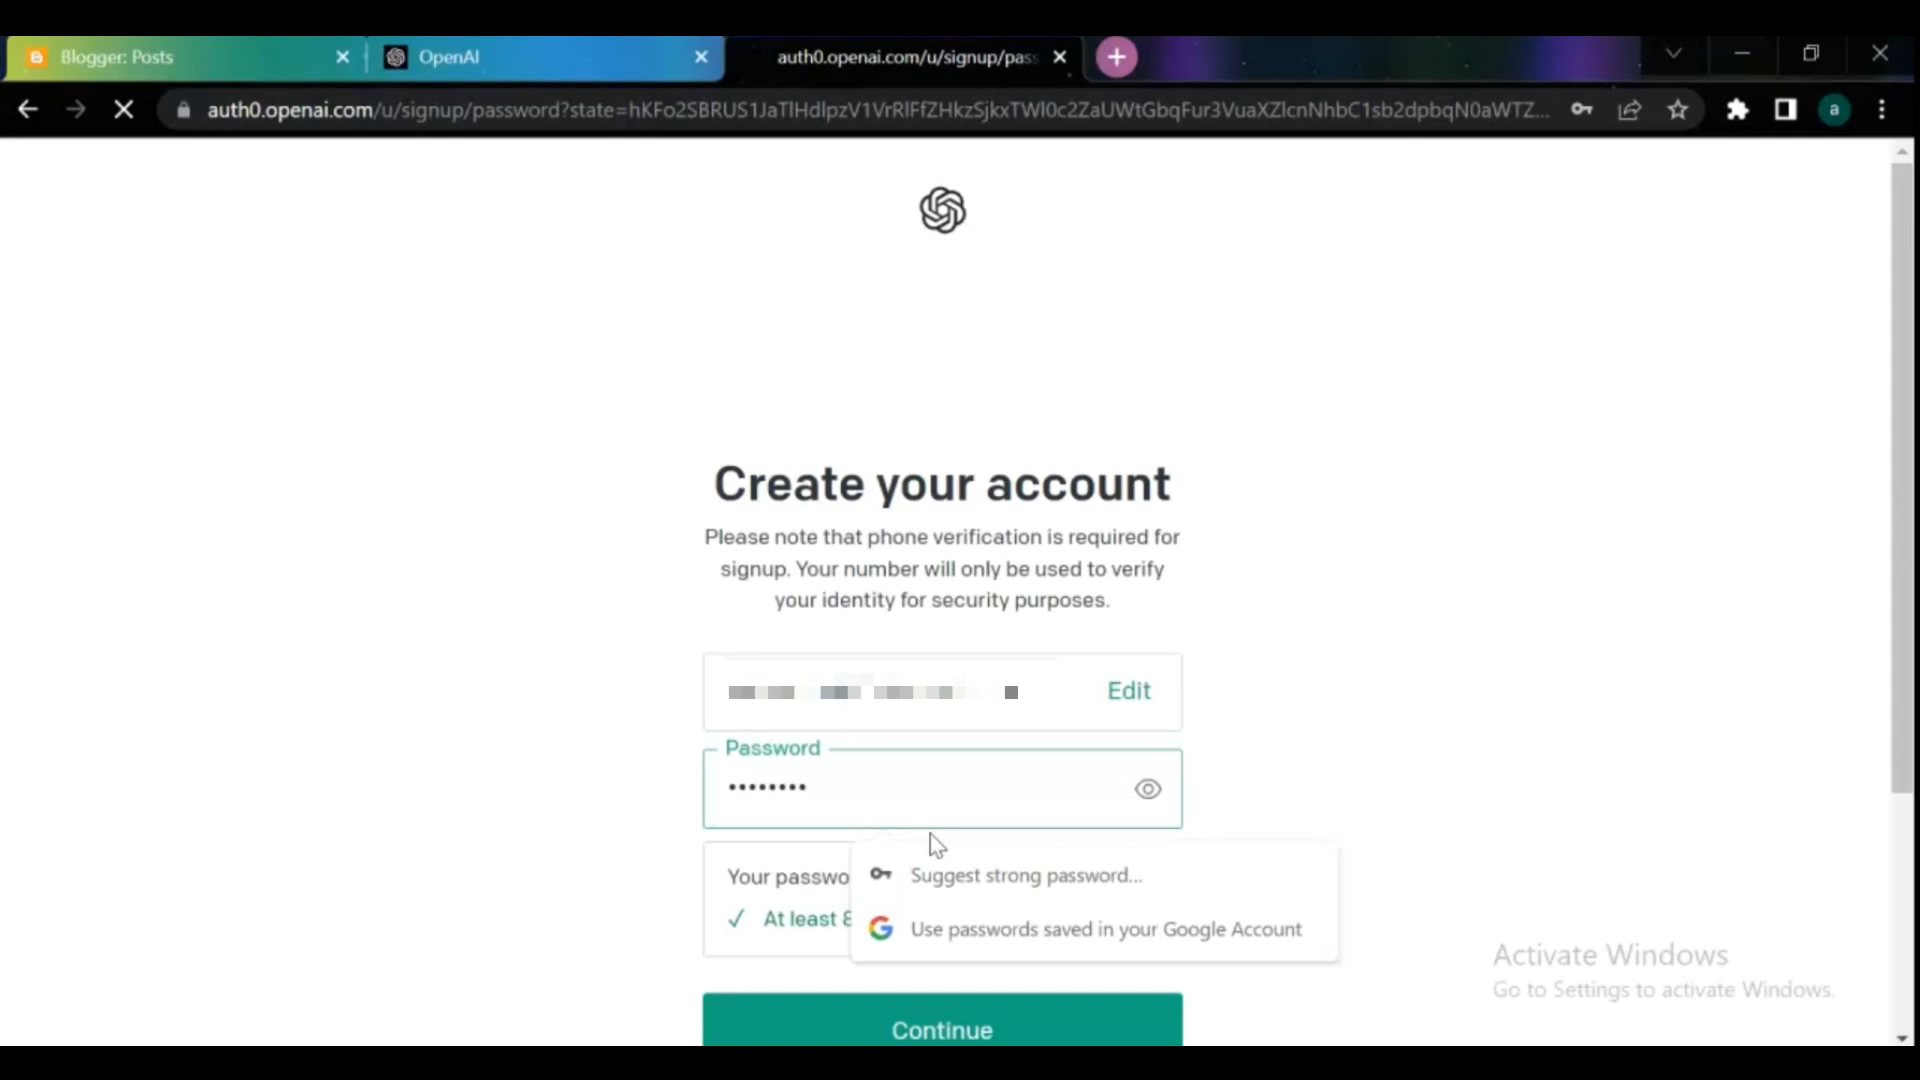 Blogger: Posts
OpenAI
auth0.openai.com/u/signup/pas
auth0.openai.com/u/signup/password?state=hKFo2SBRUS1JaTlHdlpzV1VrRlFfZHkzSjkxTWl0c2ZaUWtGbqFur3VuaXZlcnNhbC1sb2dpbqN0aWTZ...
a
Create your account
Please note that phone verification is required for
signup. Your number will only be used to verify
your identity for security purposes.
Edit
Password
Your passwo
Suggest strong password...
At least 8
Use passwords saved in your Google Account
Continue
Activate Windows
Go to Settings to activate Windows.